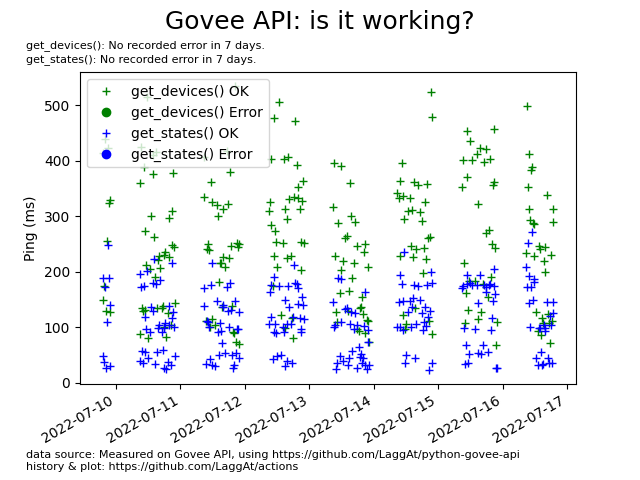 Govee API: is it working?
get_devices(): No recorded error in 7 days.
get_states(): No recorded error in 7 days.
get_devices() OK
get_devices() Error
get_states() OK
get_states() Error
Ping (ms)
500
400
300
200
100
0
2022-07-10
2022-07-11
2022-07-12
2022-07-13
2022-07-14
2022-07-15
2022-07-16
2022-07-17
data source: Measured on Govee API, using https://github.com/LaggAt/python-govee-api
history & plot: https://github.com/LaggAt/actions